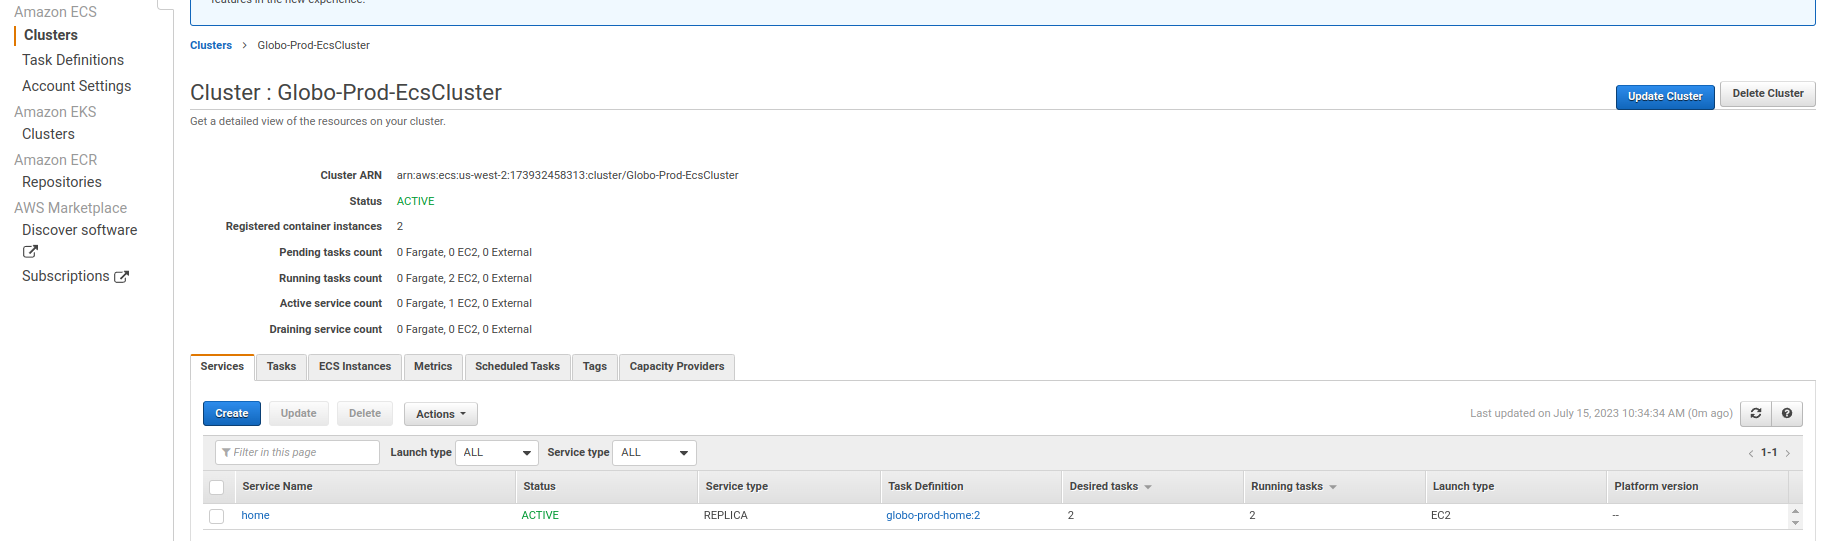 features in the new experience.
Amazon ECS
Clusters
Task Definitions
Account Settings
Amazon EKS
Clusters
Amazon ECR
Repositories
AWS Marketplace
Discover software
Subscriptions
Clusters > Globo-Prod-EcsCluster
Cluster : Globo-Prod-EcsCluster
Update Cluster
Delete Cluster
Get a detailed view of the resources on your cluster.
Cluster ARN arn:aws:ecs:us-west-2:173932458313:cluster/Globo-Prod-EcsCluster
Status ACTIVE
Registered container instances 2
Pending tasks count 0 Fargate, 0 EC2, 0 External
Running tasks count 0 Fargate, 2 EC2, 0 External
Active service count 0 Fargate, 1 EC2, 0 External
Draining service count 0 Fargate, 0 EC2, 0 External
Services Tasks ECS Instances Metrics Scheduled Tasks Tags Capacity Providers
Create Update Delete Actions
Last updated on July 15, 2023 10:34:34 AM (0m ago)
Filter in this page Launch type ALL Service type ALL
< 1-1 >
Service Name Status Service type Task Definition Desired tasks Running tasks Launch type Platform version
home ACTIVE REPLICA globo-prod-home:2 2 2 EC2 --